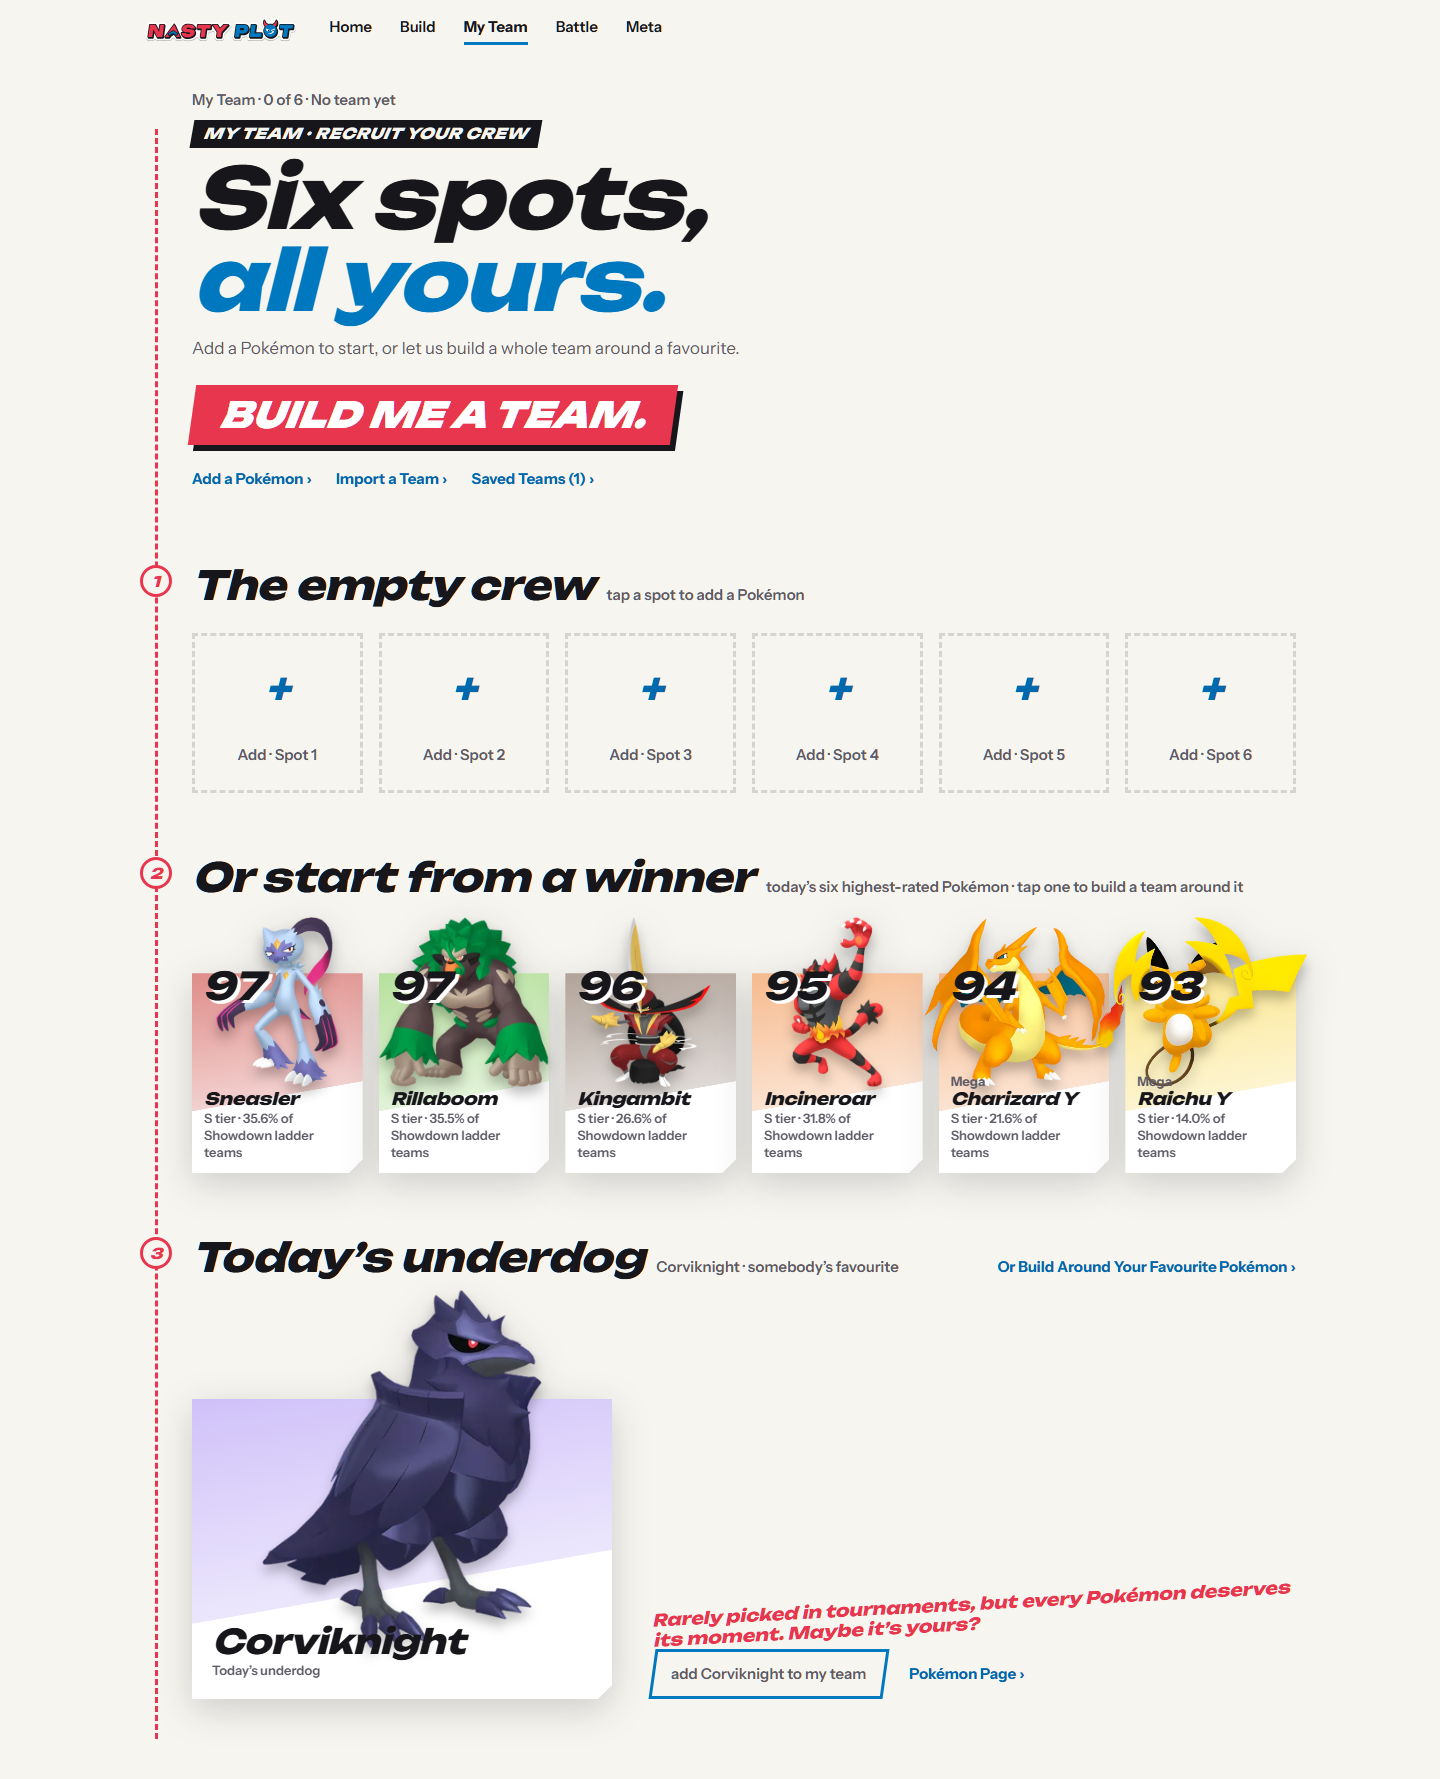 NASTY PLOT
Home Build My Team Battle Meta
My Team · 0 of 6 · No team yet
MY TEAM · RECRUIT YOUR CREW
Six spots,
all yours.
Add a Pokémon to start, or let us build a whole team around a favourite.
BUILD ME A TEAM.
Add a Pokémon › Import a Team › Saved Teams (1) ›
1 The empty crew tap a spot to add a Pokémon
+ + + + + +
Add · Spot 1 Add · Spot 2 Add · Spot 3 Add · Spot 4 Add · Spot 5 Add · Spot 6
2 Or start from a winner today’s six highest-rated Pokémon · tap one to build a team around it
97
Sneasler
S tier · 35.6% of
Showdown ladder
teams
97
Rillaboom
S tier · 35.5% of
Showdown ladder
teams
96
Kingambit
S tier · 26.6% of
Showdown ladder
teams
95
Incineroar
S tier · 31.8% of
Showdown ladder
teams
94
Mega
Charizard Y
S tier · 21.6% of
Showdown ladder
teams
93
Mega
Raichu Y
S tier · 14.0% of
Showdown ladder
teams
3 Today’s underdog Corviknight · somebody’s favourite Or Build Around Your Favourite Pokémon ›
Corviknight
Today’s underdog
Rarely picked in tournaments, but every Pokémon deserves
its moment. Maybe it’s yours?
add Corviknight to my team Pokémon Page ›